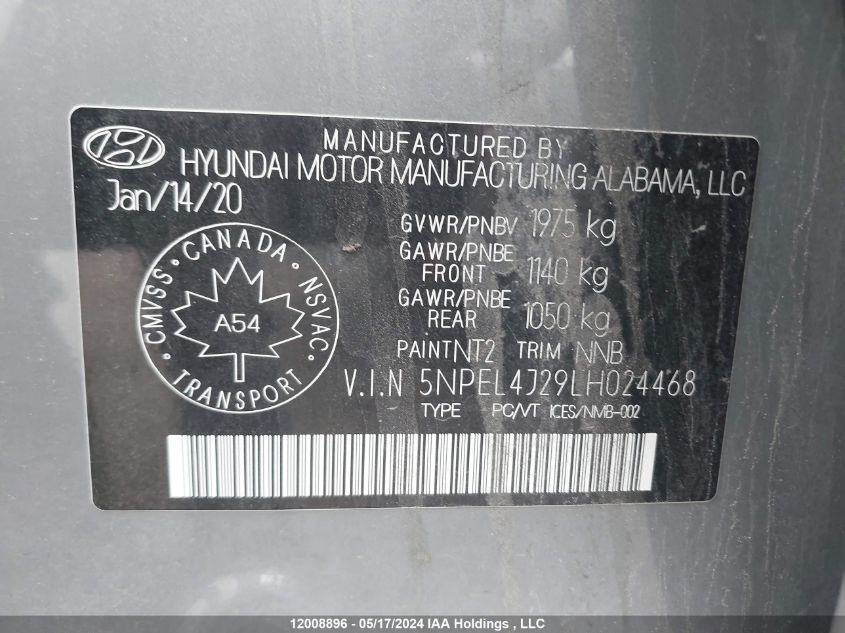 MANUFACTURED BY
HYUNDAI MOTOR MANUFACTURING ALABAMA, LLC
Jan/14/20
GVWR/PNBV 1975 kg
GAWR/PNBE
FRONT 1140 kg
GAWR/PNBE
REAR 1050 kg
PAINT NT2 TRIM NNB
CMVSS • CANADA • NSVAC • TRANSPORT •
A54
V.I.N 5NPEL4J29LH024468
TYPE PC/VT ICES/NMB-002
12008896 - 05/17/2024 IAA Holdings, LLC